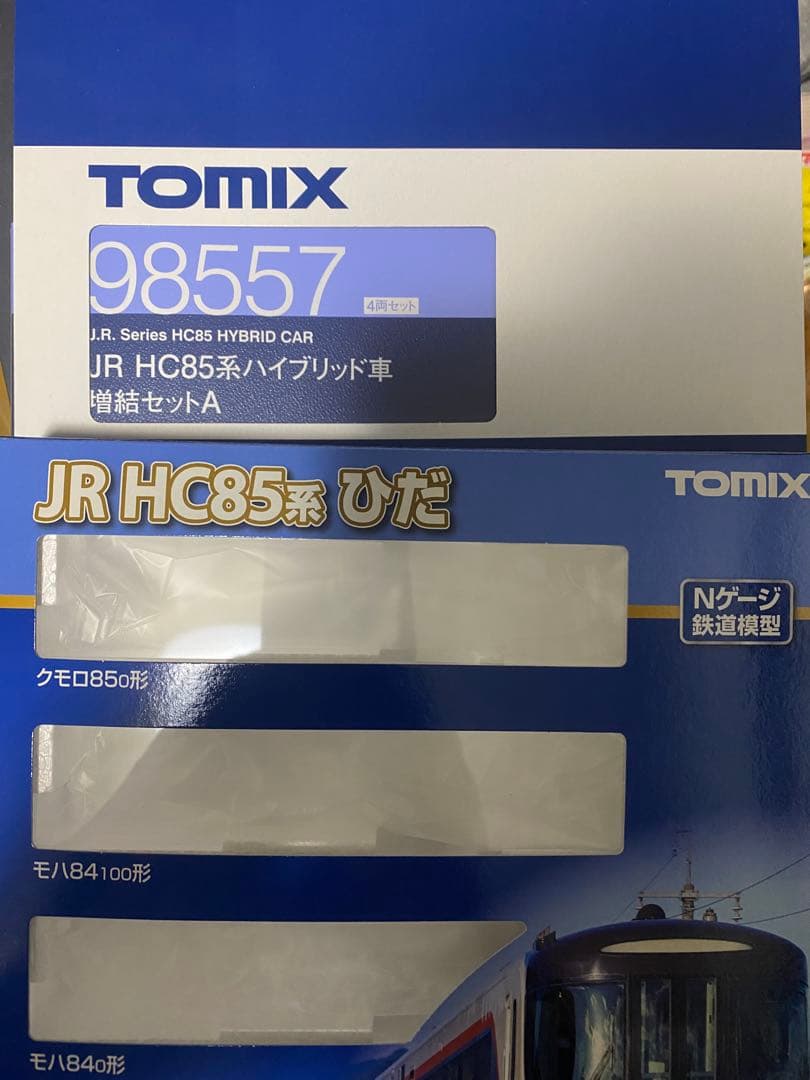 TOMIX
98557
4両セット
J.R. Series HC85 HYBRID CAR
JR HC85系ハイブリッド車
増結セットA
JR HC85系 ひだ
TOMIX
Nゲージ
鉄道模型
クモロ850形
モハ84100形
モハ840形